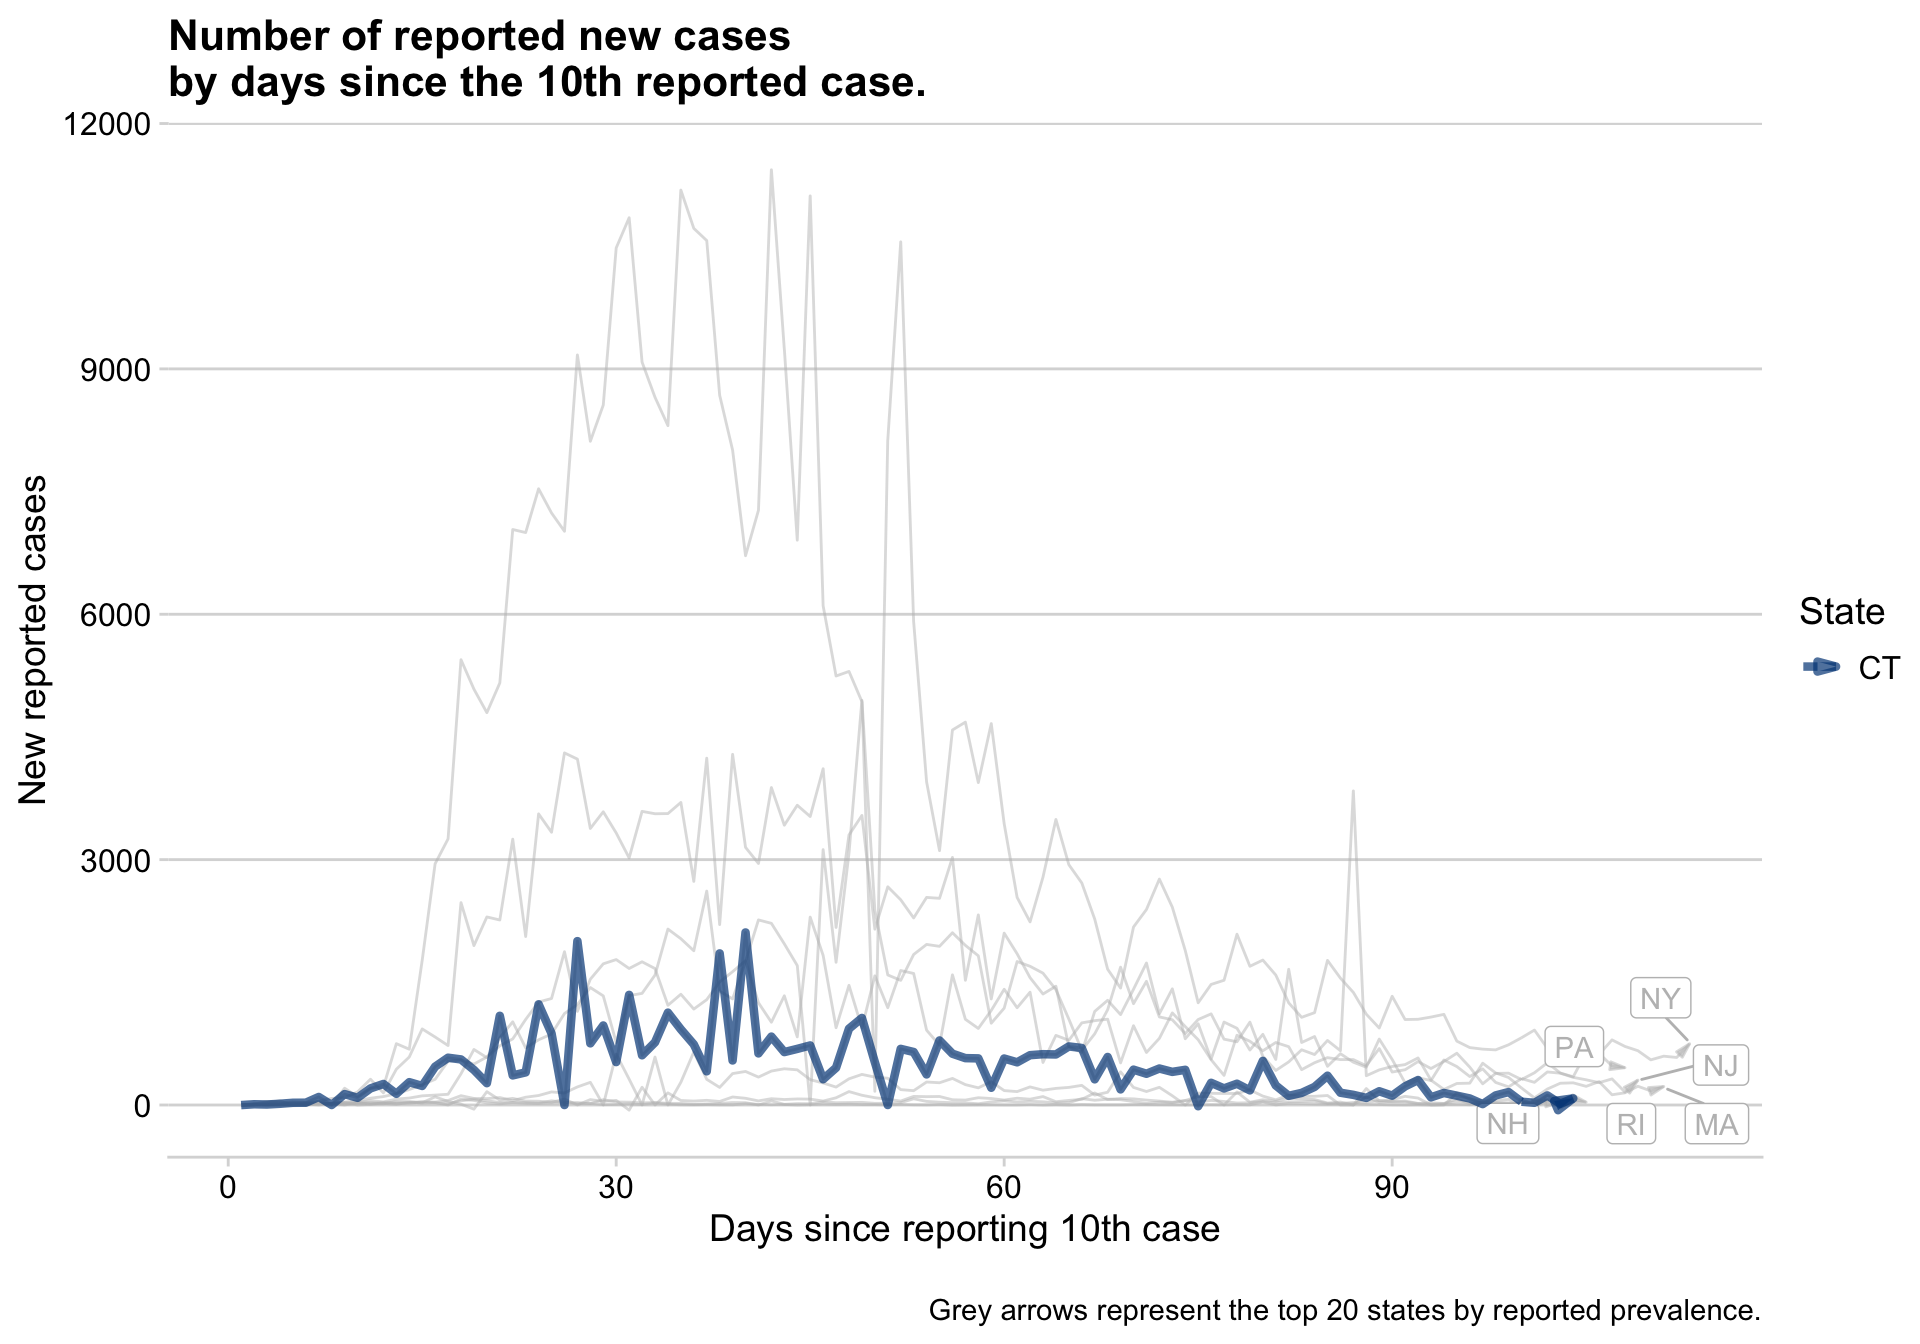 Number of reported new cases
by days since the 10th reported case.
12000
9000
6000
3000
0
New reported cases
NY
PA
NJ
NH
RI
MA
State
CT
0
30
60
90
Days since reporting 10th case
Grey arrows represent the top 20 states by reported prevalence.